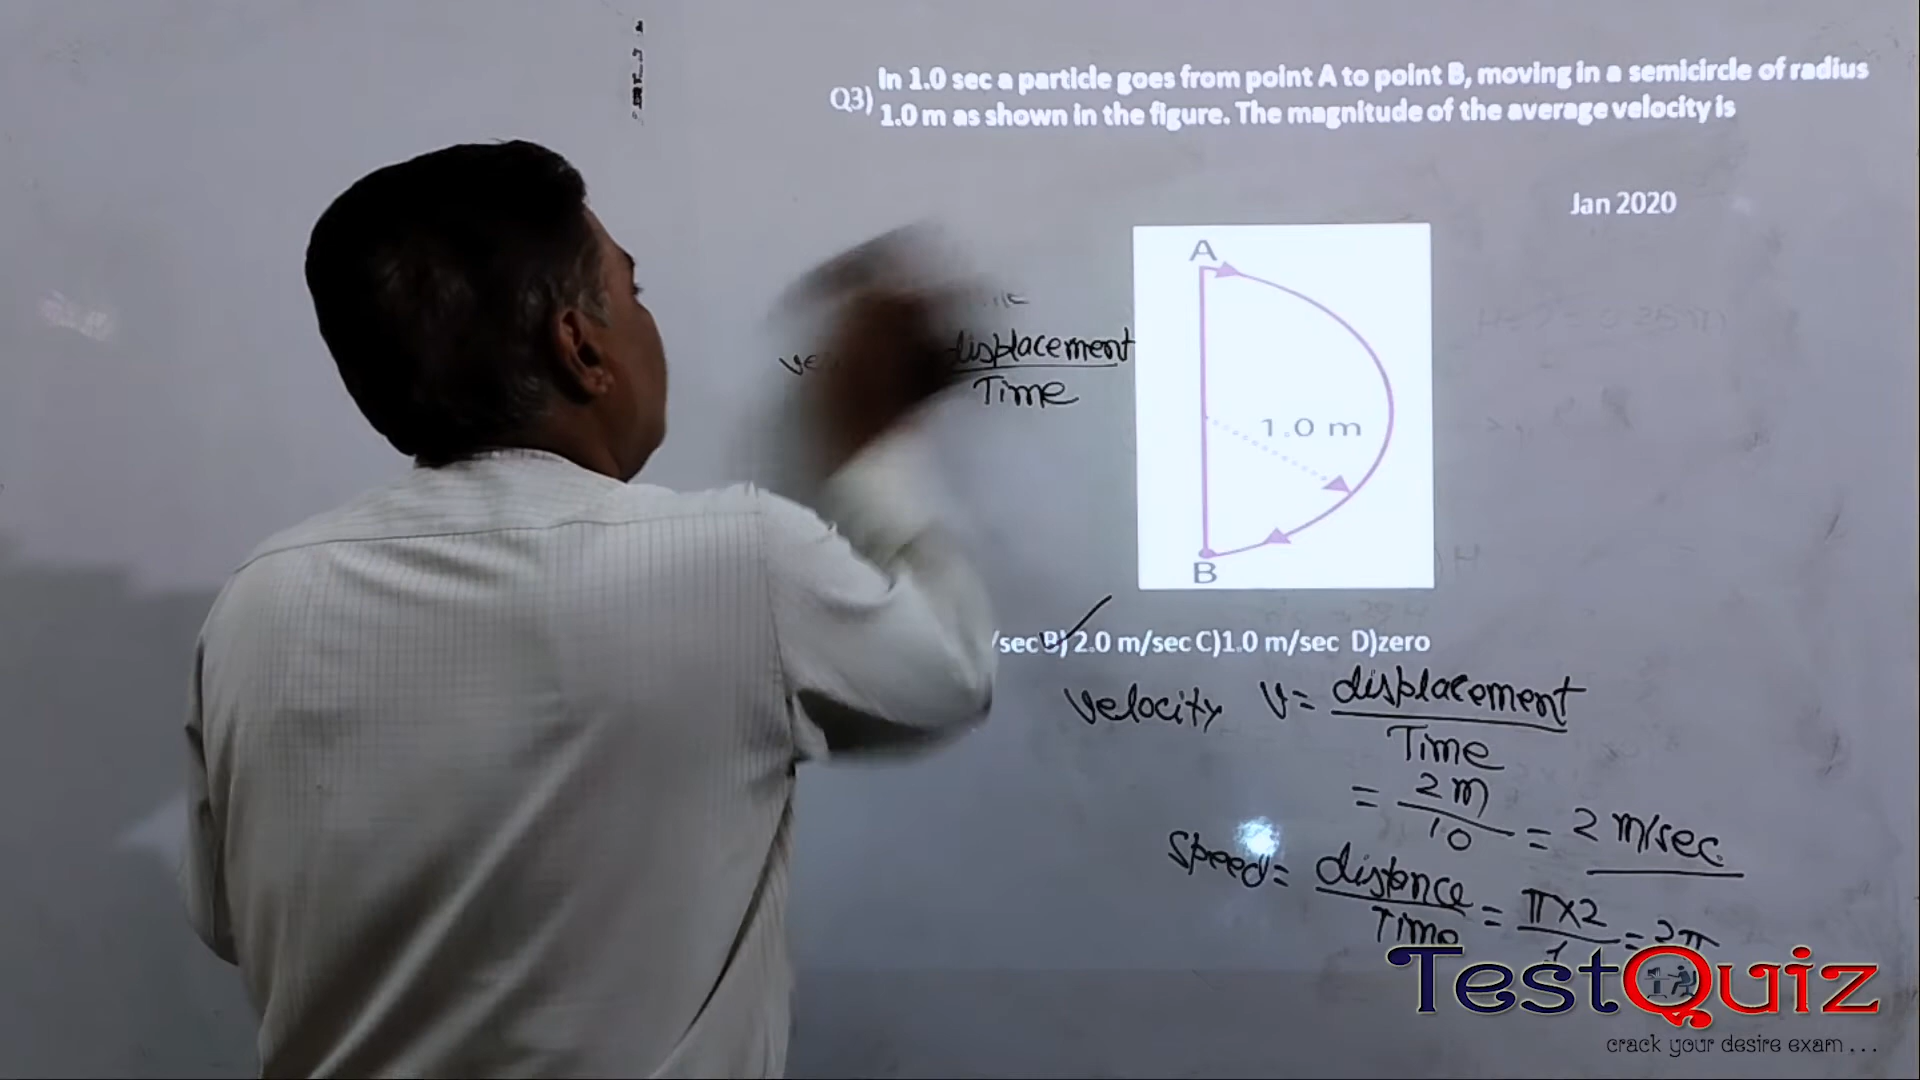 Q3) In 1.0 sec a particle goes from point A to point B, moving in a semicircle of radius
1.0 m as shown in the figure. The magnitude of the average velocity is
Jan 2020
displacement
Time
A
1.0 m
B
/sec B) 2.0 m/sec C)1.0 m/sec D)zero
velocity v = displacement
Time
= 2 m
10
= 2 m/sec.
Speed = distance
Time
= π×2
1
= 2π
TestQuiz
crack your desire exam . . .